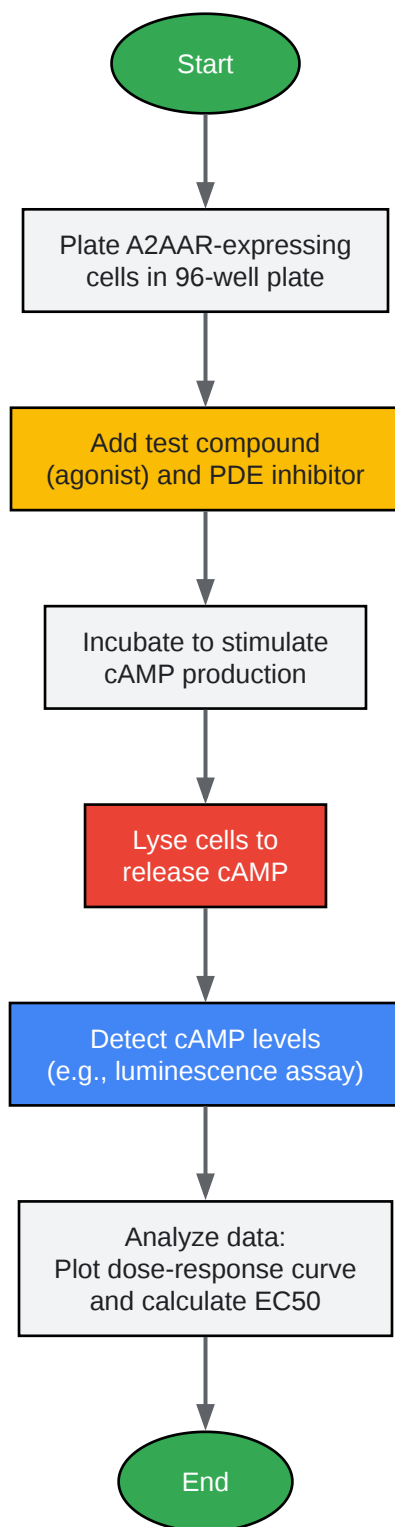 Start
Plate A2AAR-expressing
cells in 96-well plate
Add test compound
(agonist) and PDE inhibitor
Incubate to stimulate
cAMP production
Lyse cells to
release cAMP
Detect cAMP levels
(e.g., luminescence assay)
Analyze data:
Plot dose-response curve
and calculate EC50
End